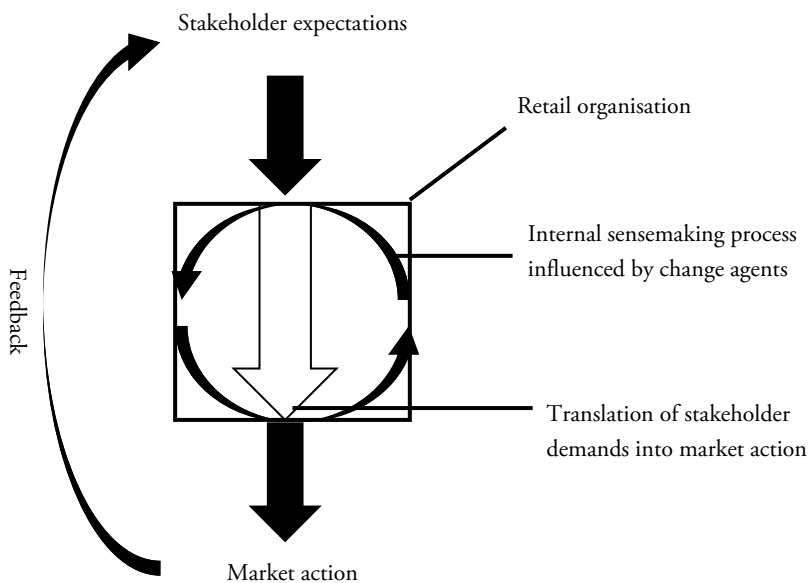 Stakeholder expectations
Retail organisation
Internal sensemaking process
influenced by change agents
Feedback
Translation of stakeholder
demands into market action
Market action